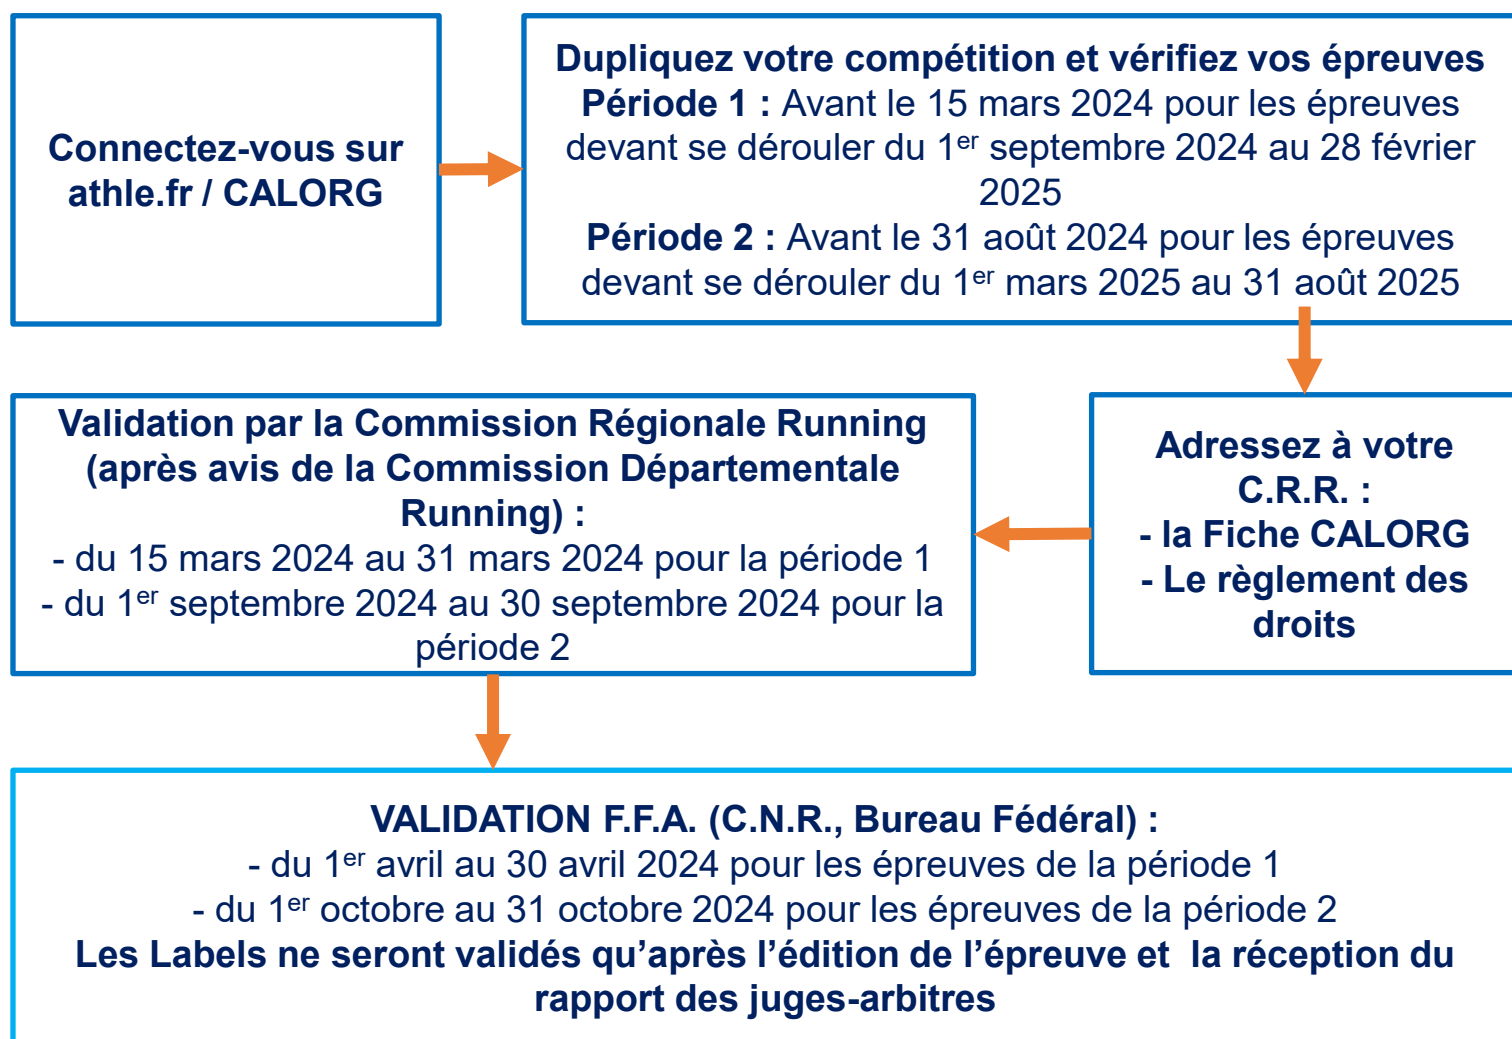 Connectez-vous sur
athle.fr / CALORG
Dupliquez votre compétition et vérifiez vos épreuves
Période 1 : Avant le 15 mars 2024 pour les épreuves
devant se dérouler du 1er septembre 2024 au 28 février
2025
Période 2 : Avant le 31 août 2024 pour les épreuves
devant se dérouler du 1er mars 2025 au 31 août 2025
Adressez à votre
C.R.R. :
- la Fiche CALORG
- Le règlement des
droits
Validation par la Commission Régionale Running
(après avis de la Commission Départementale
Running) :
- du 15 mars 2024 au 31 mars 2024 pour la période 1
- du 1er septembre 2024 au 30 septembre 2024 pour la
période 2
VALIDATION F.F.A. (C.N.R., Bureau Fédéral) :
- du 1er avril au 30 avril 2024 pour les épreuves de la période 1
- du 1er octobre au 31 octobre 2024 pour les épreuves de la période 2
Les Labels ne seront validés qu’après l’édition de l’épreuve et  la réception du
rapport des juges-arbitres